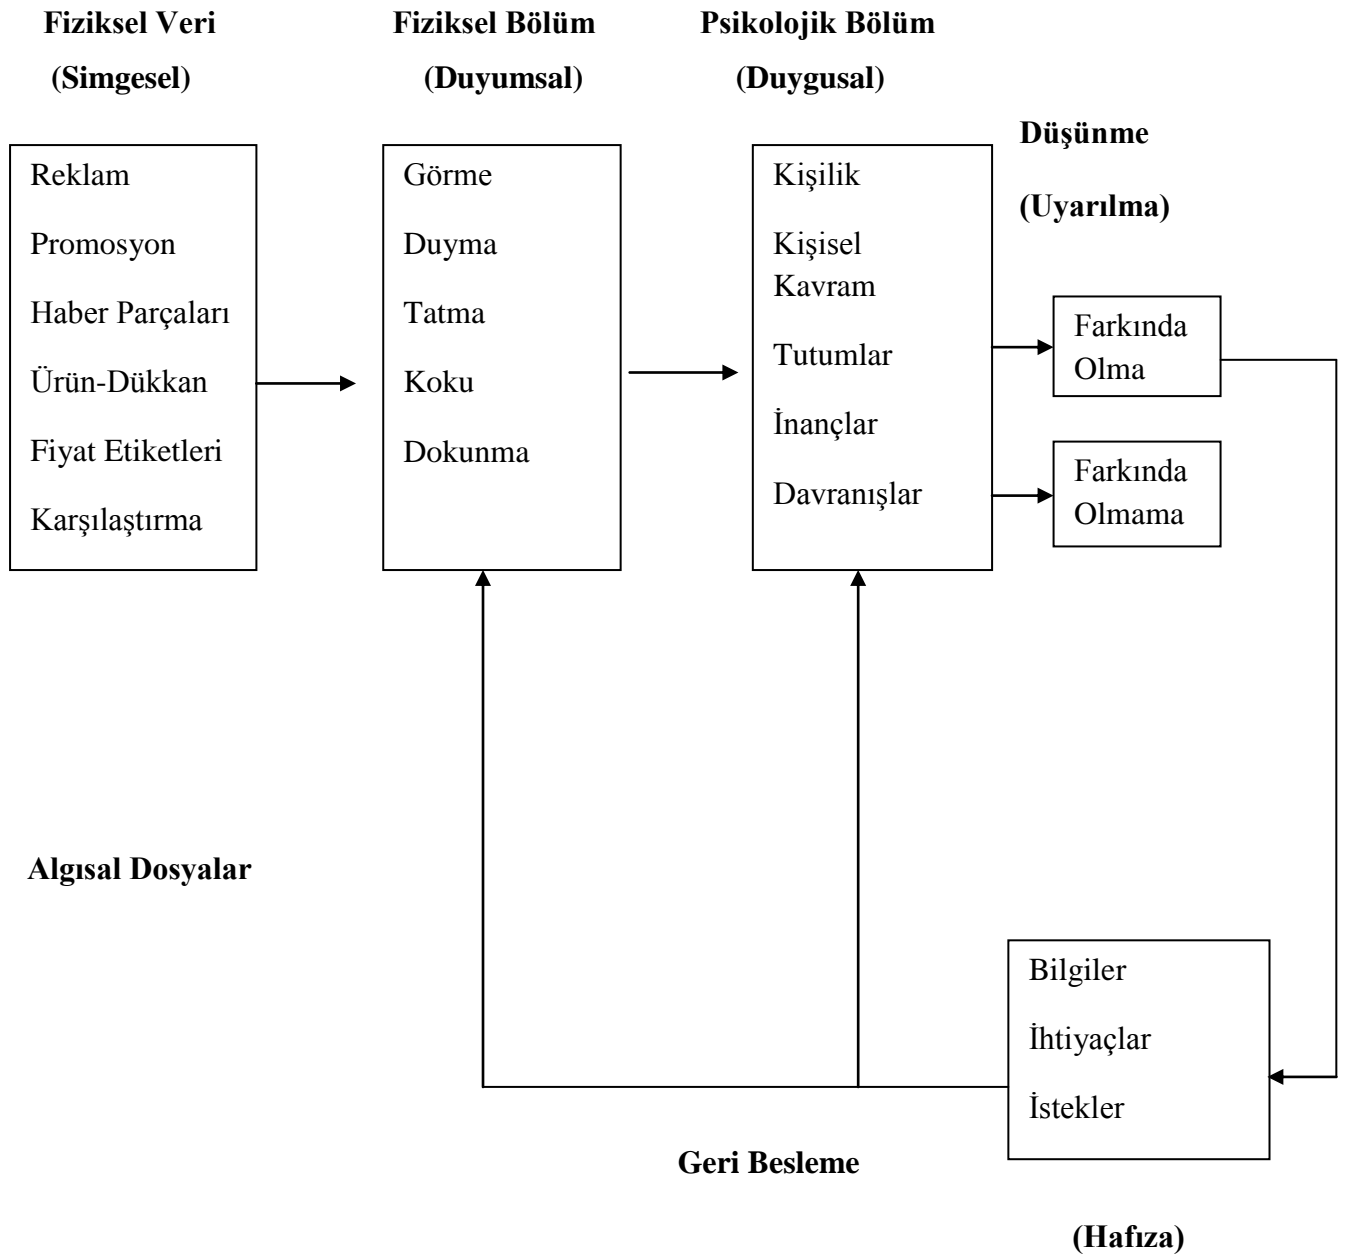 Fiziksel Veri
(Simgesel)
Fiziksel Bölüm
(Duyumsal)
Psikolojik Bölüm
(Duygusal)
Düşünme
(Uyarılma)
Reklam
Promosyon
Haber Parçaları
Ürün-Dükkan
Fiyat Etiketleri
Karşılaştırma
Görme
Duyma
Tatma
Koku
Dokunma
Kişilik
Kişisel
Kavram
Tutumlar
İnançlar
Davranışlar
Farkında
Olma
Farkında
Olmama
Algısal Dosyalar
Bilgiler
İhtiyaçlar
İstekler
Geri Besleme
(Hafıza)